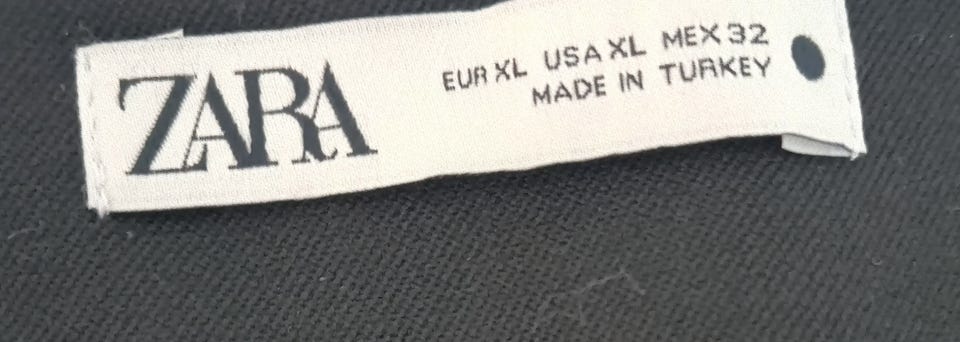 ZARA
EUR XL USA XL MEX 32
MADE IN TURKEY